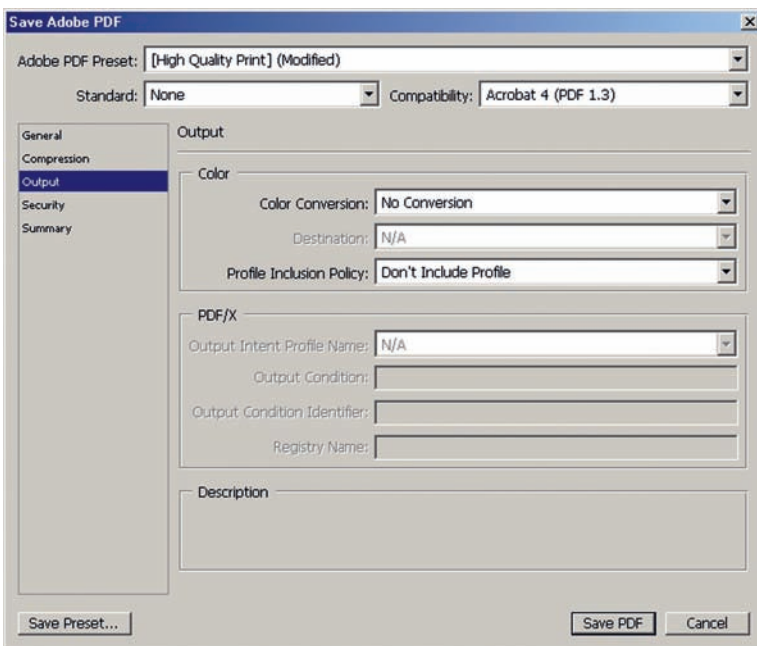 Save Adobe PDF
Adobe PDF Preset: [High Quality Print] (Modified)
Standard: None Compatibility: Acrobat 4 (PDF 1.3)
General
Compression
Output
Security
Summary
Output
Color
Color Conversion: No Conversion
Destination: N/A
Profile Inclusion Policy: Don't Include Profile
PDF/X
Output Intent Profile Name: N/A
Output Condition:
Output Condition Identifier:
Registry Name:
Description
Save Preset... Save PDF Cancel